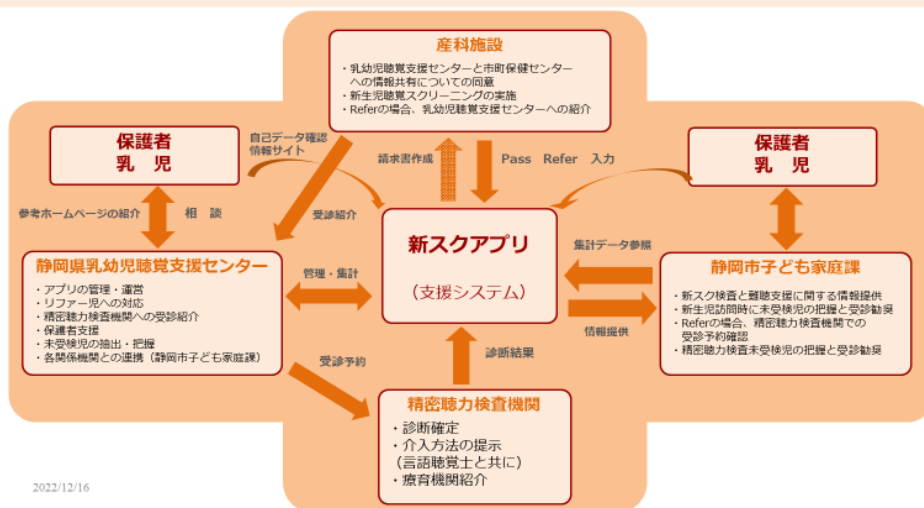 産科施設
・乳幼児聴覚支援センターと市町保健センター
への情報共有についての同意
・新生児聴覚スクリーニングの実施
・Referの場合、乳幼児聴覚支援センターへの紹介
保護者
乳　児
自己データ確認
情報サイト
請求書作成
Pass　Refer　入力
保護者
乳　児
参考ホームページの紹介
相　談
受診紹介
新スクアプリ
（支援システム）
集計データ参照
静岡県乳幼児聴覚支援センター
・アプリの管理・運営
・リファー児への対応
・精密聴力検査機関への受診紹介
・保護者支援
・未受検児の抽出・把握
・各関係機関との連携（静岡市子ども家庭課）
管理・集計
静岡市子ども家庭課
・新スク検査と難聴支援に関する情報提供
・新生児訪問時に未受検児の把握と受診勧奨
・Referの場合、精密聴力検査機関での
受診予約確認
・精密聴力検査未受検児の把握と受診勧奨
情報提供
受診予約
診断結果
精密聴力検査機関
・診断確定
・介入方法の提示
（言語聴覚士と共に）
・療育機関紹介
2022/12/16